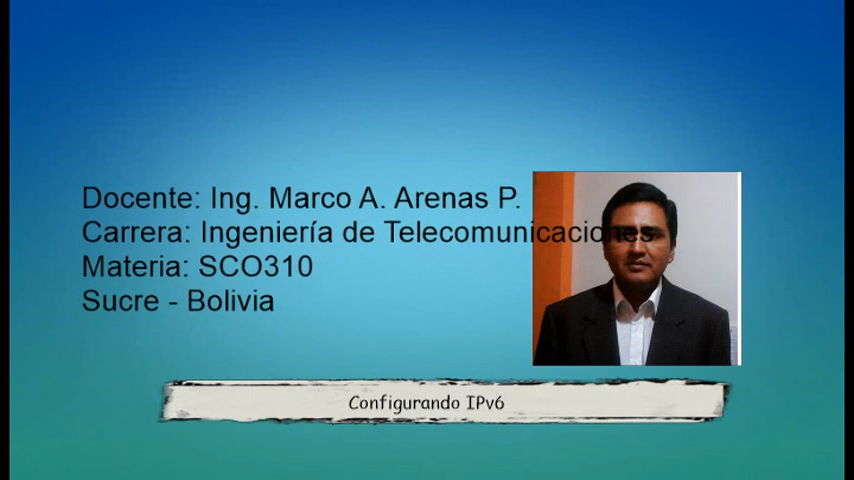 Docente: Ing. Marco A. Arenas P.
Carrera: Ingeniería de Telecomunicaciones
Materia: SCO310
Sucre - Bolivia
Configurando IPv6